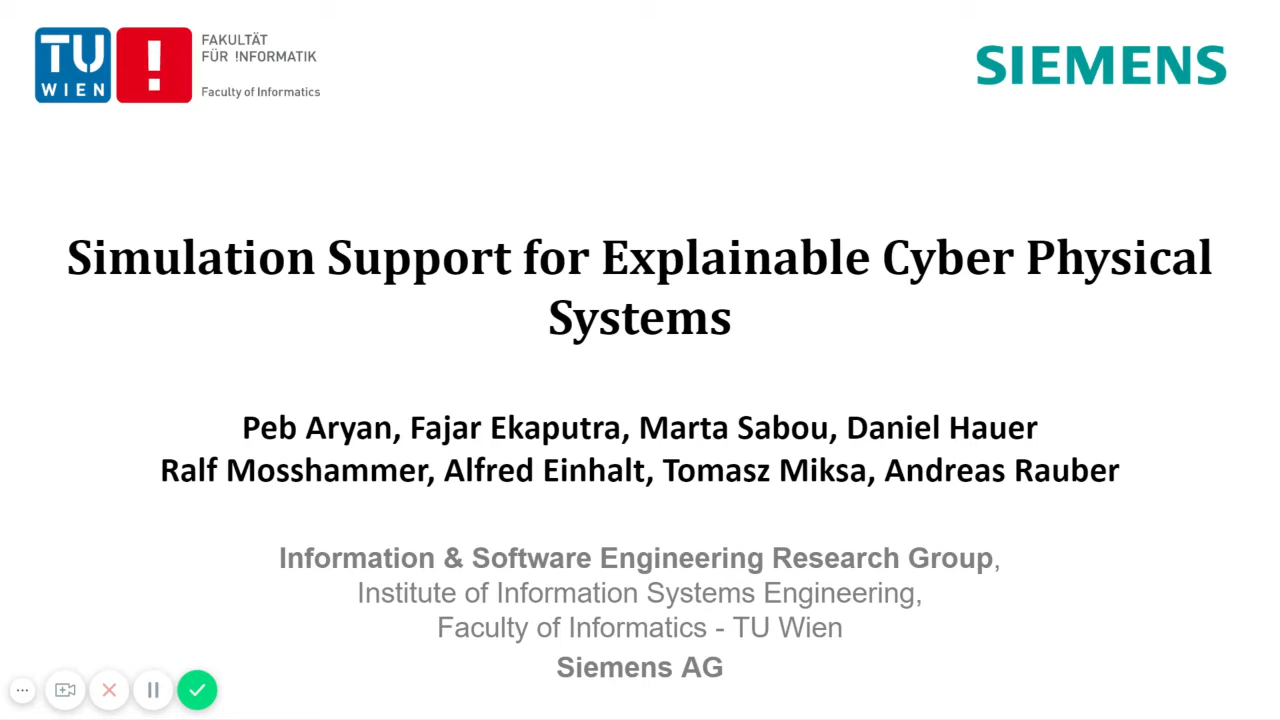 TU
WIEN
!
FAKULTÄT
FÜR !NFORMATIK
Faculty of Informatics
SIEMENS
Simulation Support for Explainable Cyber Physical
Systems
Peb Aryan, Fajar Ekaputra, Marta Sabou, Daniel Hauer
Ralf Mosshammer, Alfred Einhalt, Tomasz Miksa, Andreas Rauber
Information & Software Engineering Research Group,
Institute of Information Systems Engineering,
Faculty of Informatics - TU Wien
Siemens AG